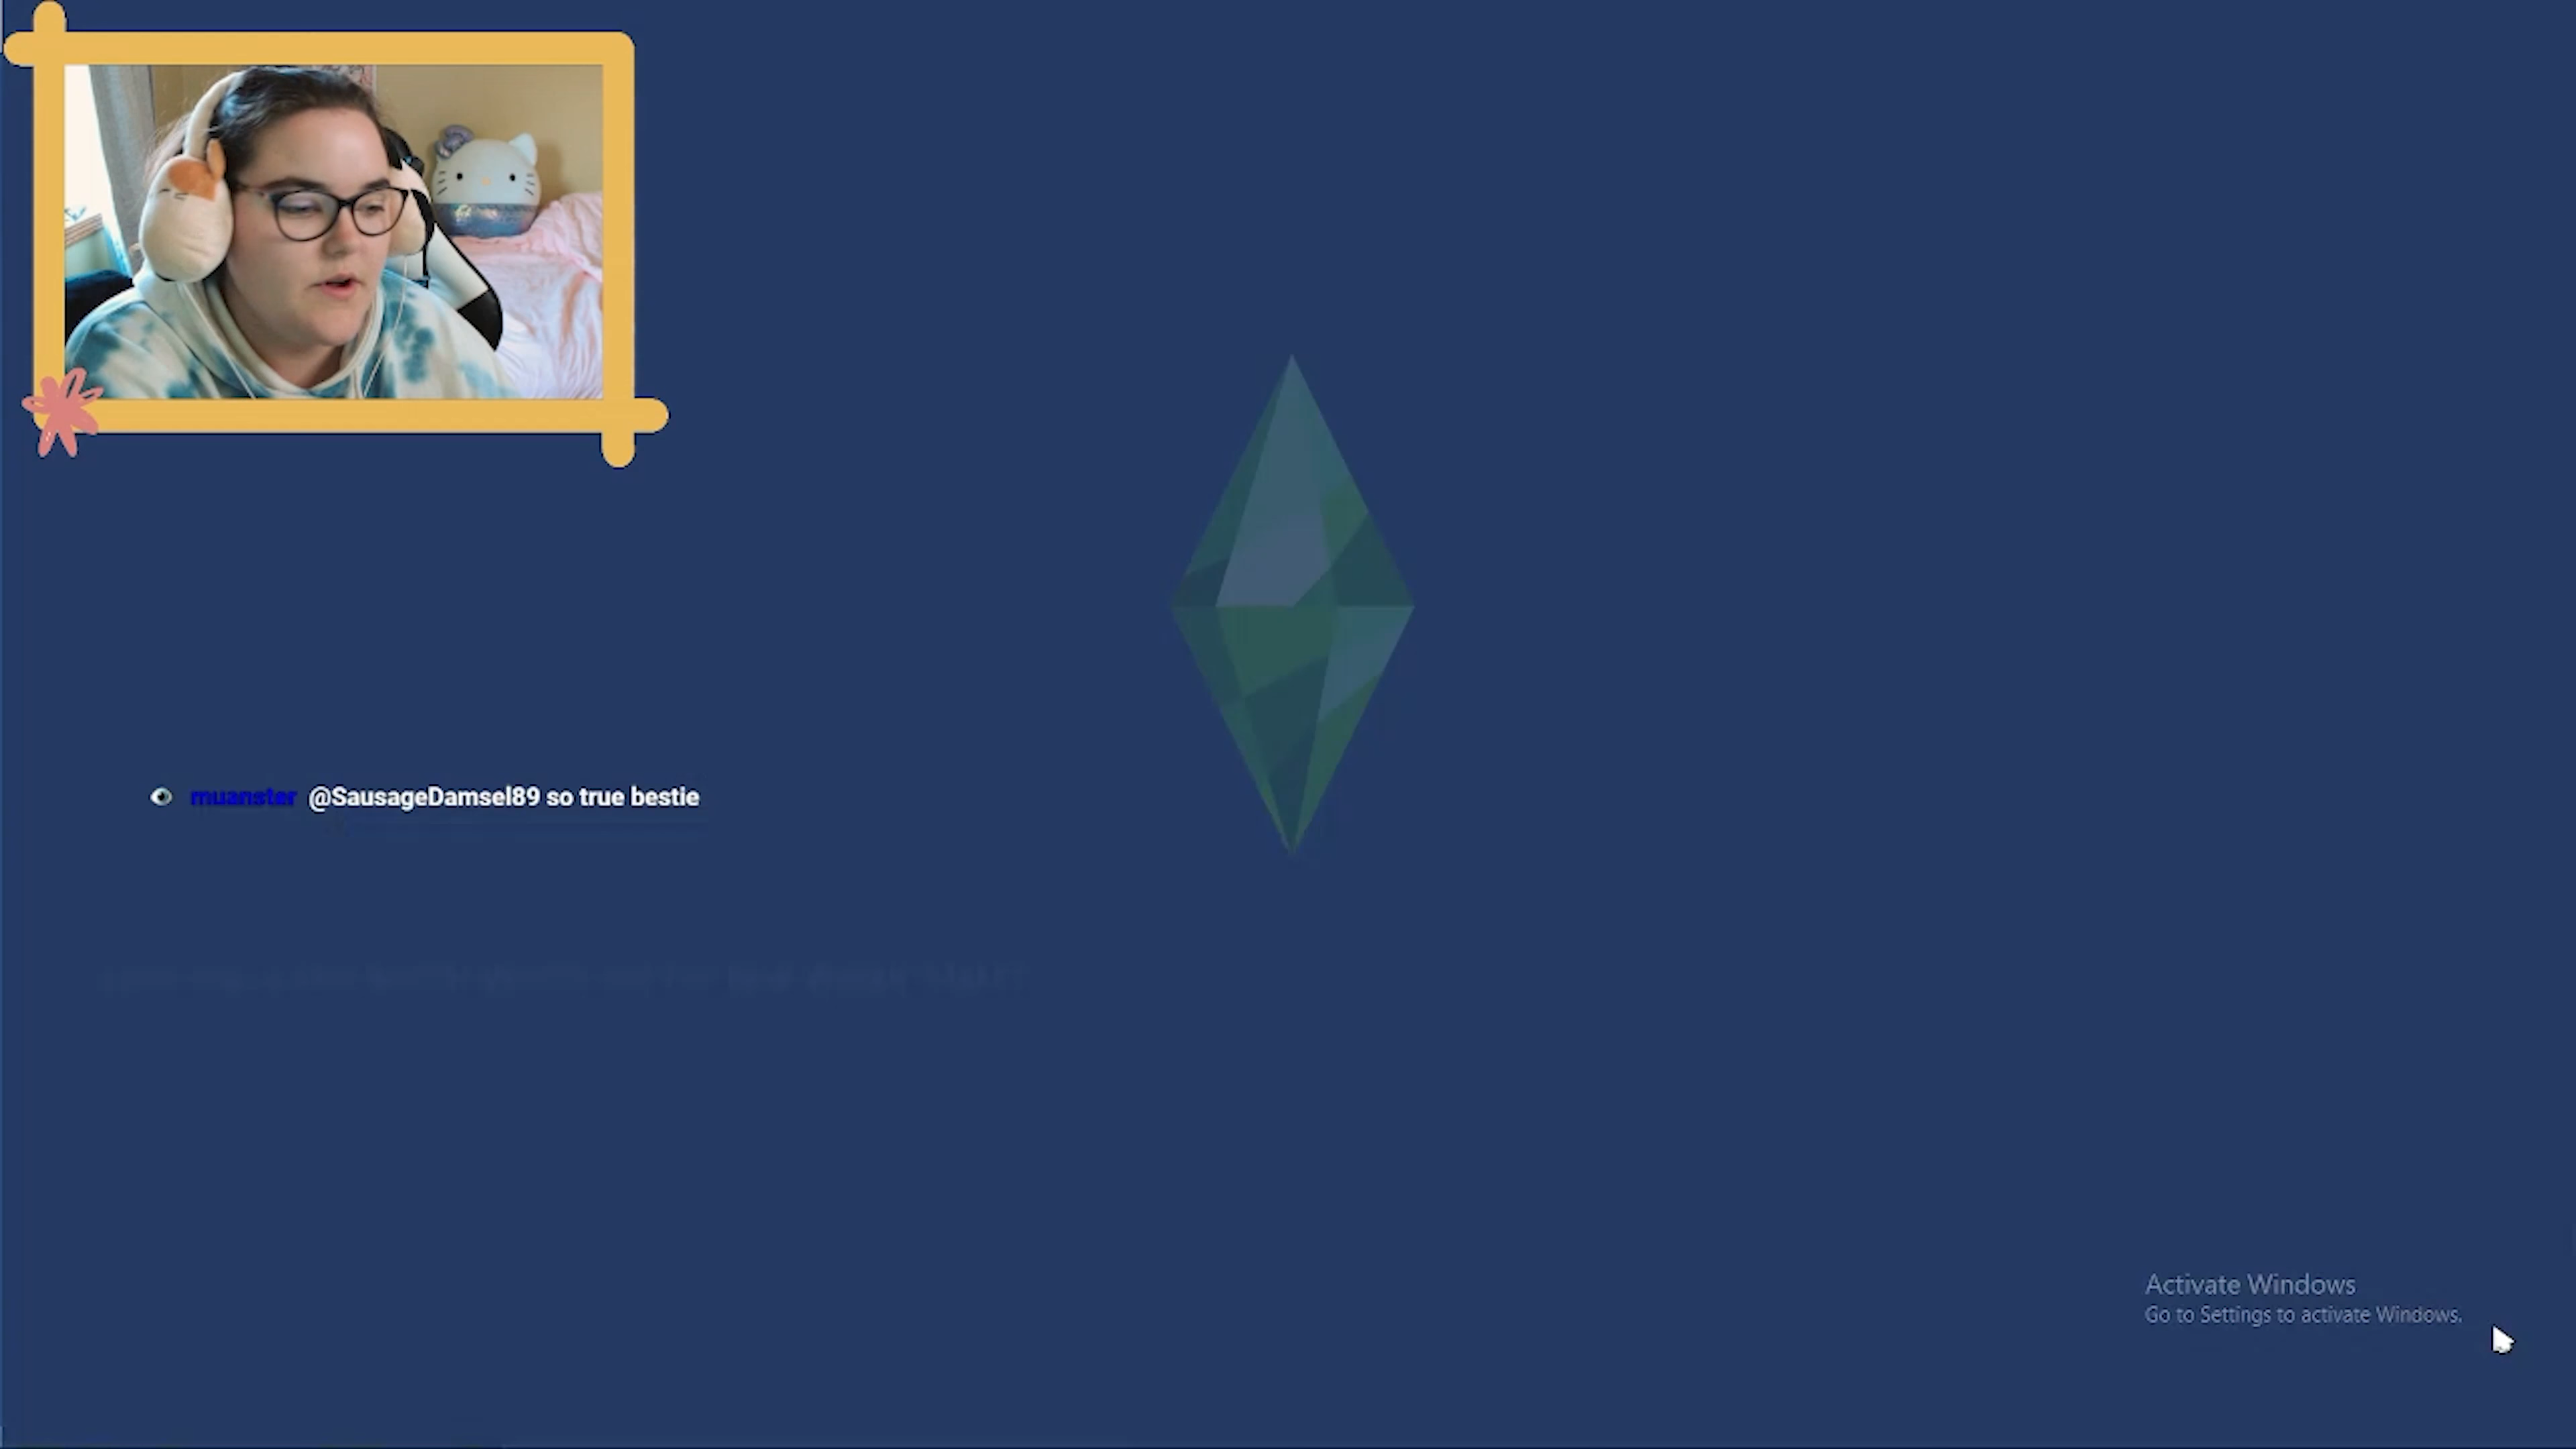 muanster @SausageDamsel89 so true bestie
Activate Windows
Go to Settings to activate Windows.